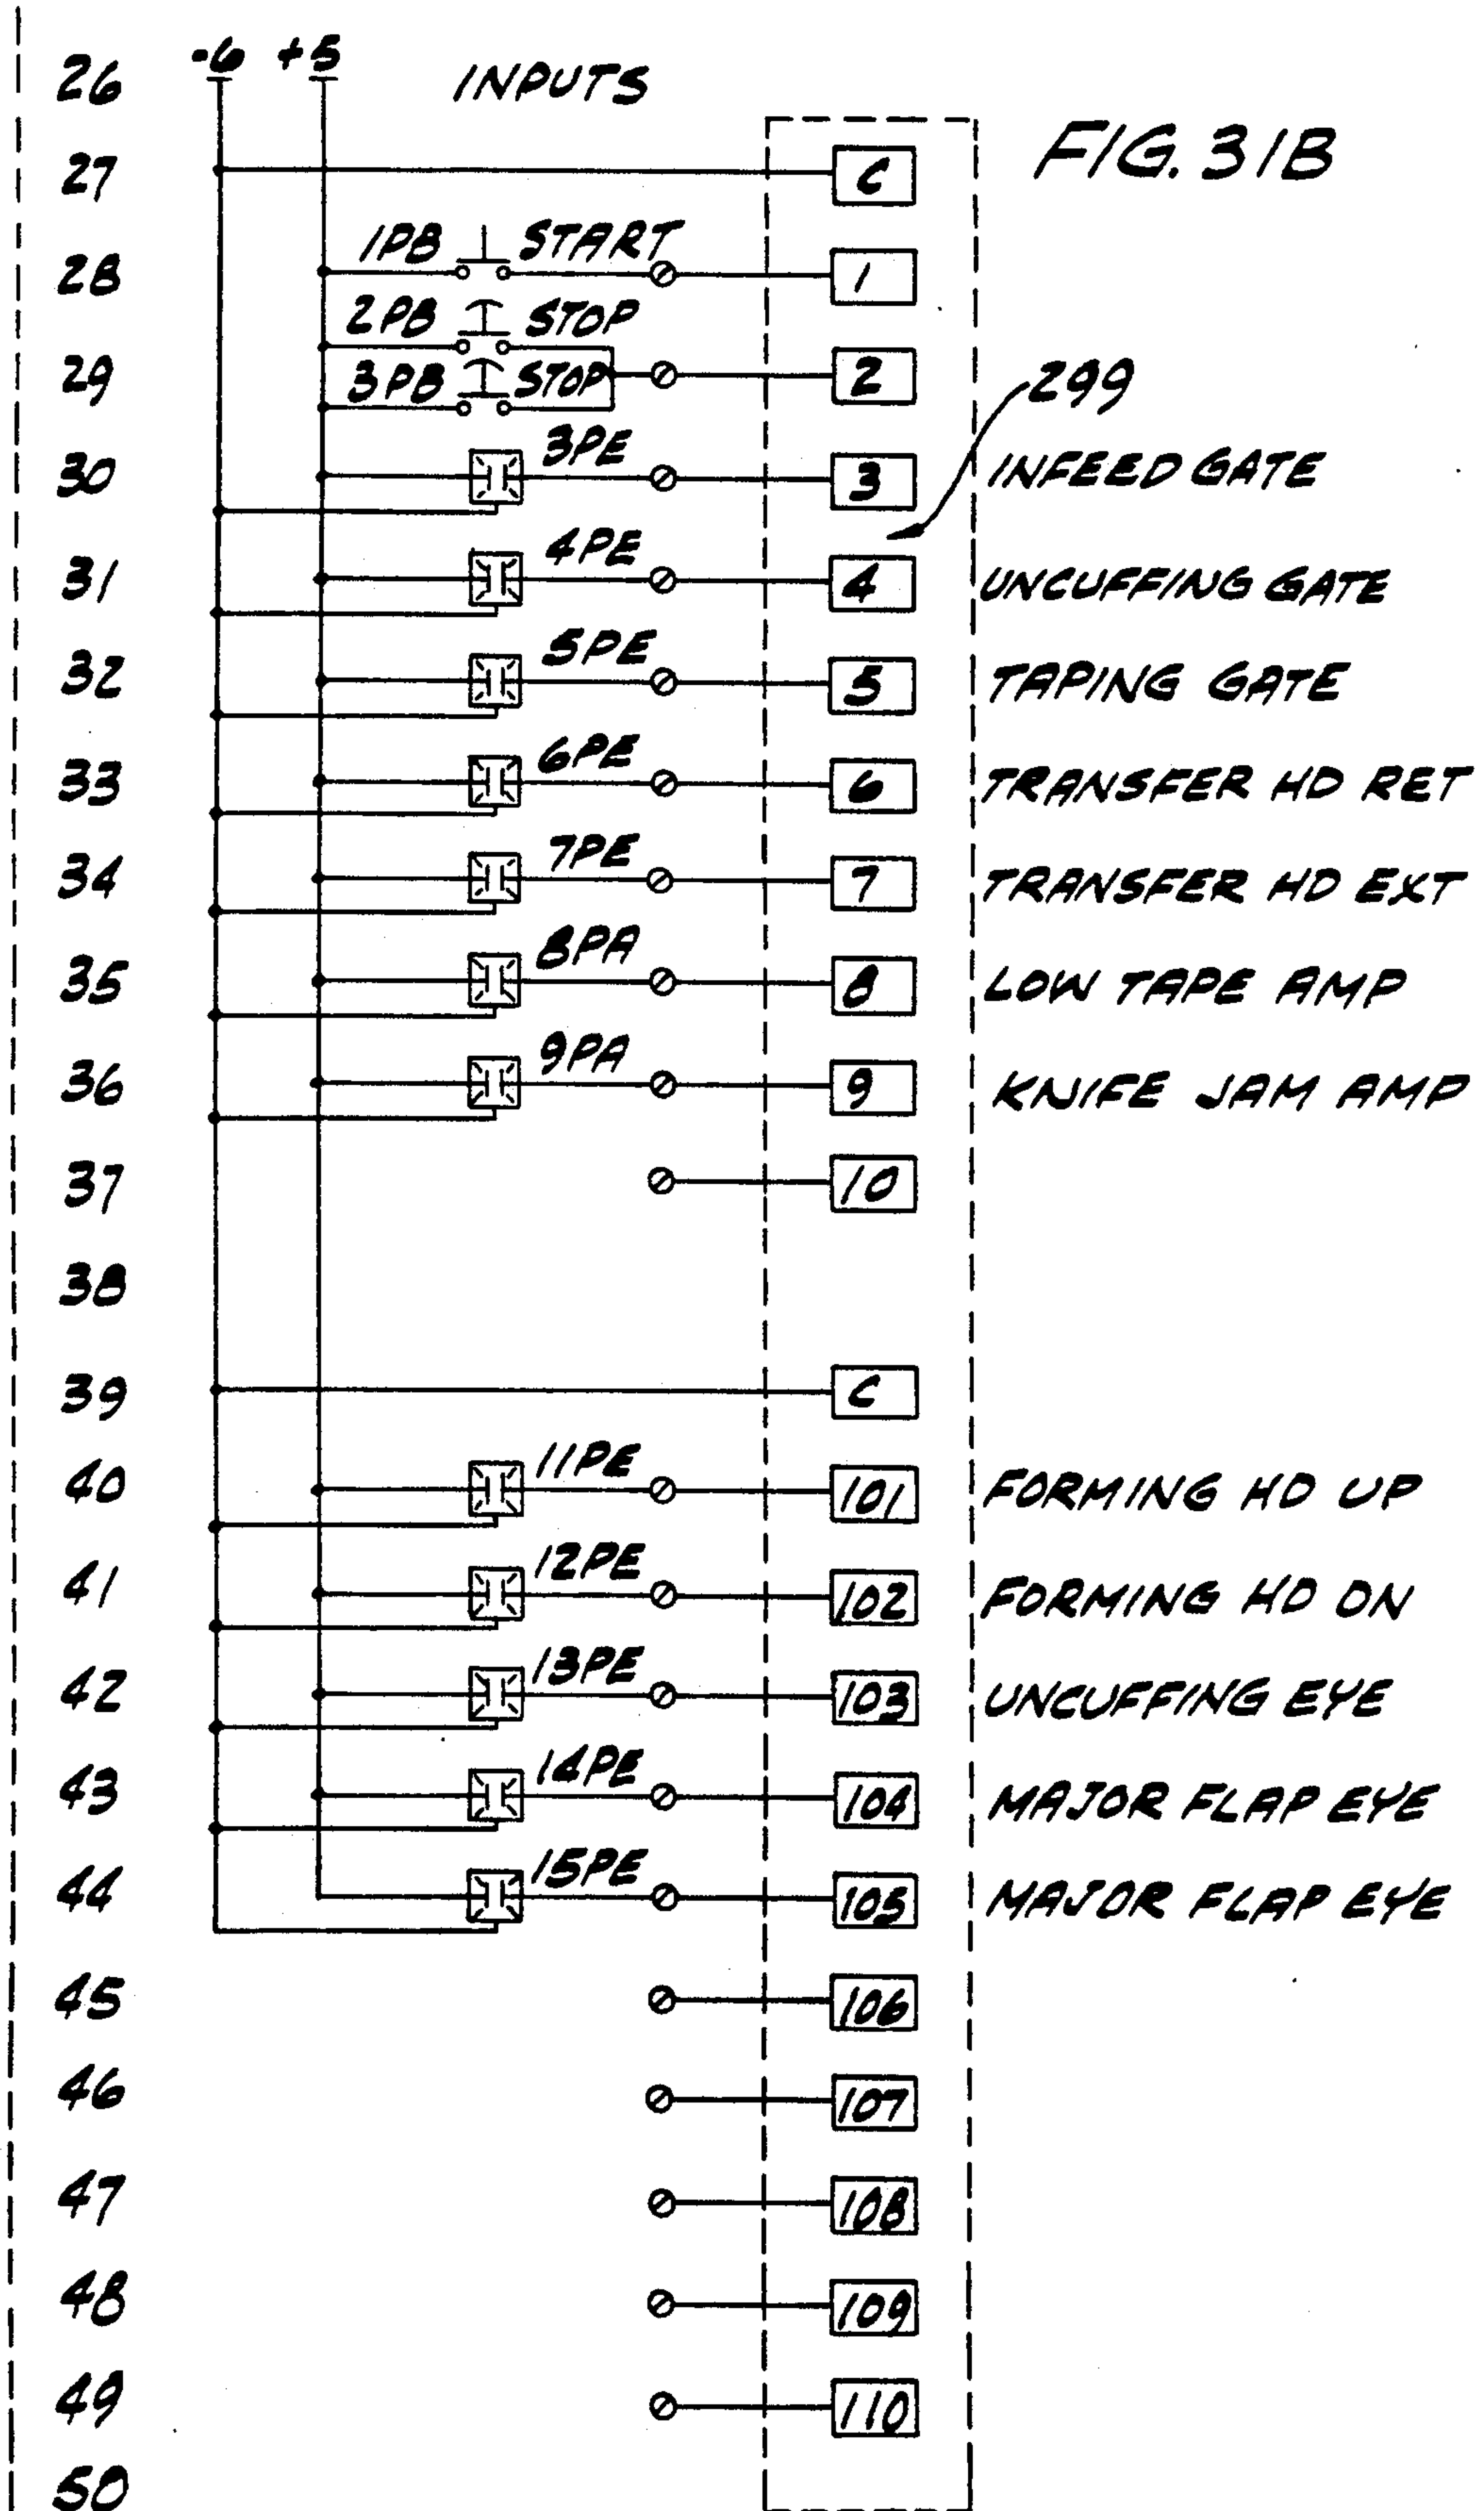 26 -6 +5 INPUTS
FIG. 31B
27 C
1PB START
28 1
2PB STOP
29 2
3PB STOP
299
30 3PE 3 INFEED GATE
31 4PE 4 UNCUFFING GATE
32 5PE 5 TAPING GATE
33 6PE 6 TRANSFER HD RET
34 7PE 7 TRANSFER HD EXT
35 8PA 8 LOW TAPE AMP
36 9PA 9 KNIFE JAM AMP
37 10
38
39 C
40 11PE 101 FORMING HD UP
41 12PE 102 FORMING HD ON
42 13PE 103 UNCUFFING EYE
43 14PE 104 MAJOR FLAP EYE
44 15PE 105 MAJOR FLAP EYE
45 106
46 107
47 108
48 109
49 110
50